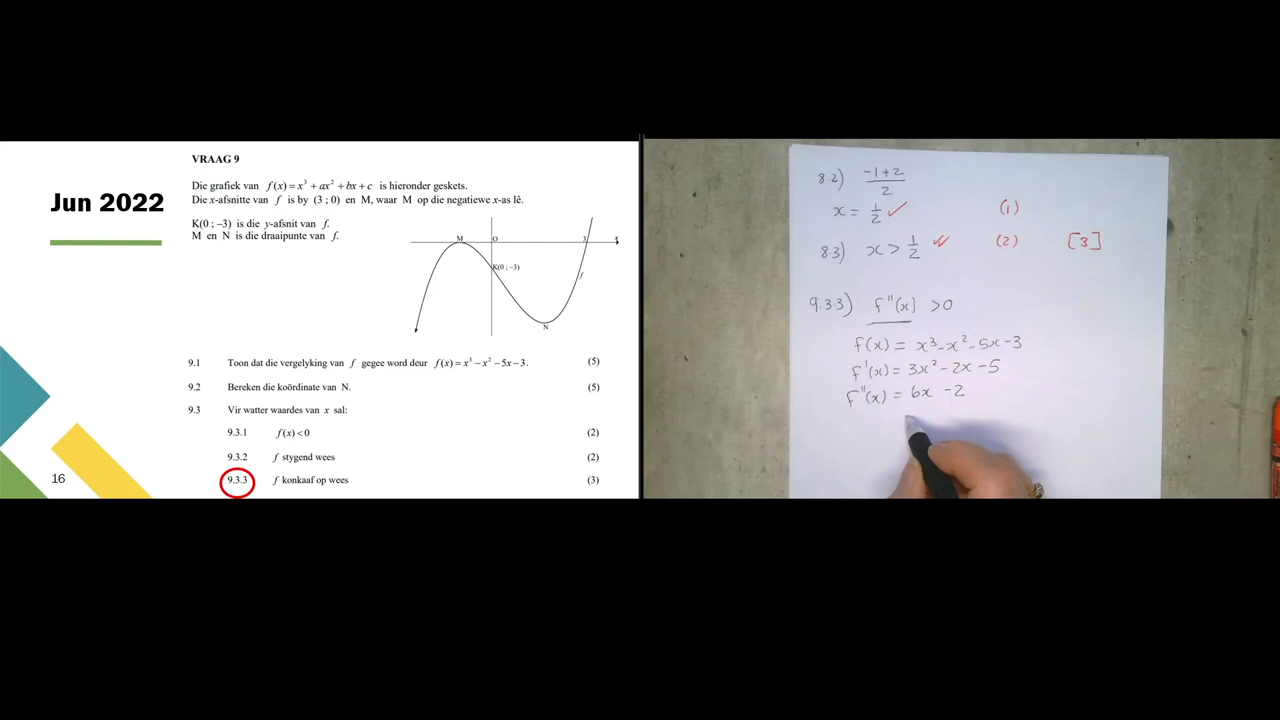 Jun 2022
VRAAG 9
Die grafiek van f(x) = x³ + ax² + bx + c is hieronder geskets.
Die x-afsnitte van f is by (3 ; 0) en M, waar M op die negatiewe x-as lê.
K(0 ; –3) is die y-afsnit van f.
M en N is die draaipunte van f.
M O 3 x
K(0 ; –3)
f
N
9.1 Toon dat die vergelyking van f gegee word deur f(x) = x³ – x² – 5x – 3. (5)
9.2 Bereken die koördinate van N. (5)
9.3 Vir watter waardes van x sal:
9.3.1 f(x) < 0 (2)
9.3.2 f stygend wees (2)
9.3.3 f konkaaf op wees (3)
16
8.2) (-1+2)/2
x = 1/2 ✓ (1)
8.3) x > 1/2 ✓✓ (2) [3]
9.3.3) f''(x) > 0
f(x) = x³ - x² - 5x - 3
f'(x) = 3x² - 2x - 5
f''(x) = 6x - 2